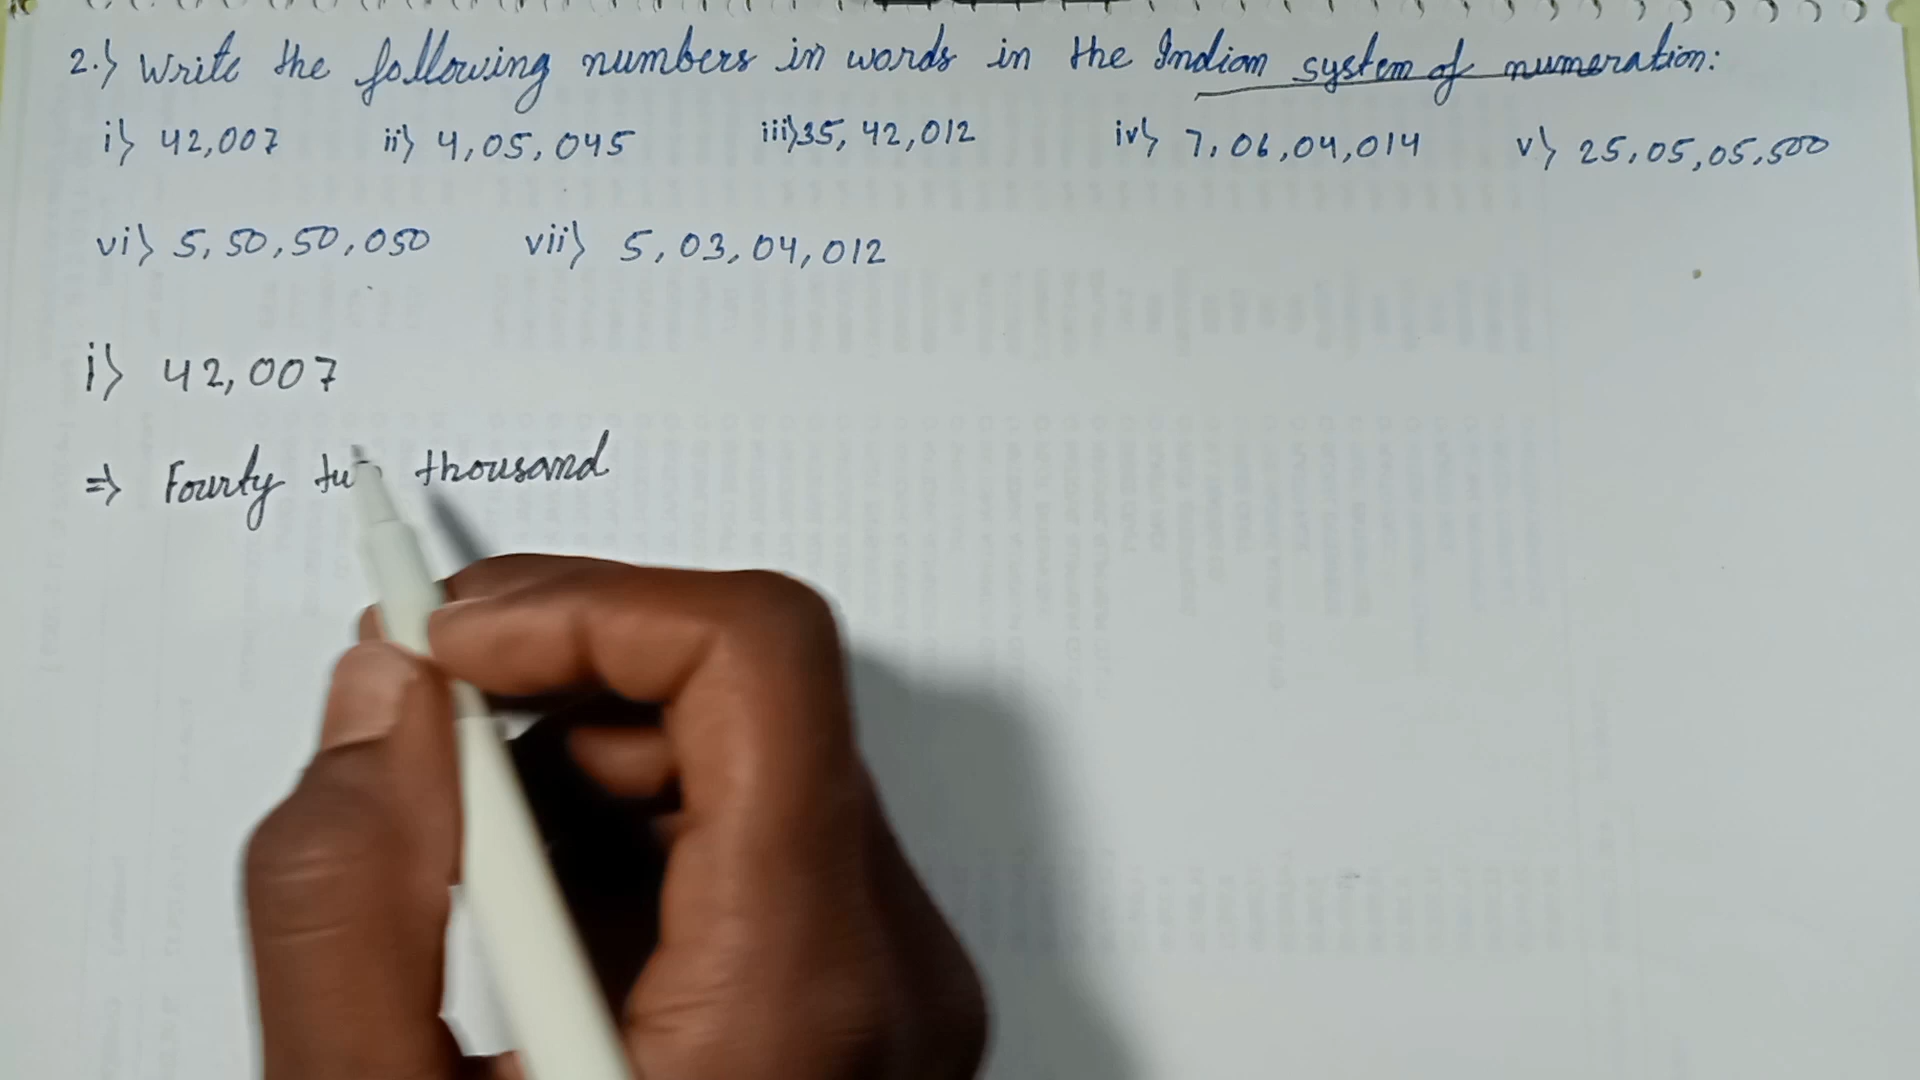 2.) Write the following numbers in words in the Indian system of numeration:
i) 42,007 ii) 4,05,045 iii) 35,42,012 iv) 7,06,04,014 v) 25,05,05,500
vi) 5,50,50,050 vii) 5,03,04,012
i) 42,007
⇒ Fourty two thousand